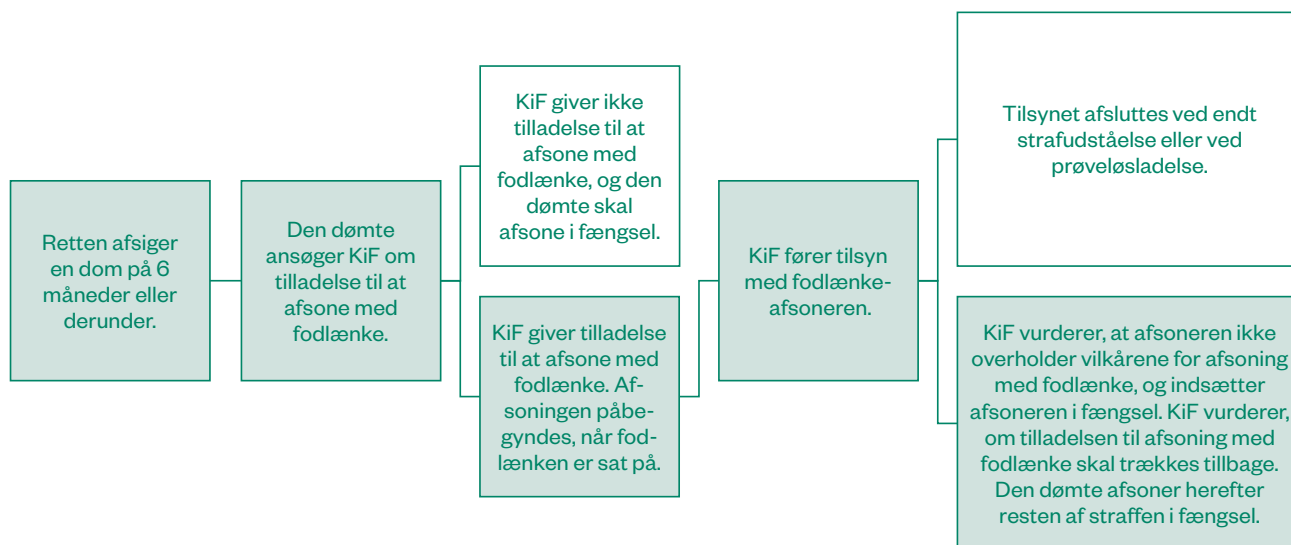 Retten afsiger
en dom på 6
måneder eller
derunder.
Den dømte
ansøger KiF om
tilladelse til at
afsone med
fodlænke.
KiF giver ikke
tilladelse til at
afsone med
fodlænke, og den
dømte skal
afsone i fængsel.
KiF giver tilladelse
til at afsone med
fodlænke. Af-
soningen påbe-
gyndes, når fod-
lænken er sat på.
KiF fører tilsyn
med fodlænke-
afsoneren.
Tilsynet afsluttes ved endt
strafudståelse eller ved
prøveløsladelse.
KiF vurderer, at afsoneren ikke
overholder vilkårene for afsoning
med fodlænke, og indsætter
afsoneren i fængsel. KiF vurderer,
om tilladelsen til afsoning med
fodlænke skal trækkes tilbage.
Den dømte afsoner herefter
resten af straffen i fængsel.